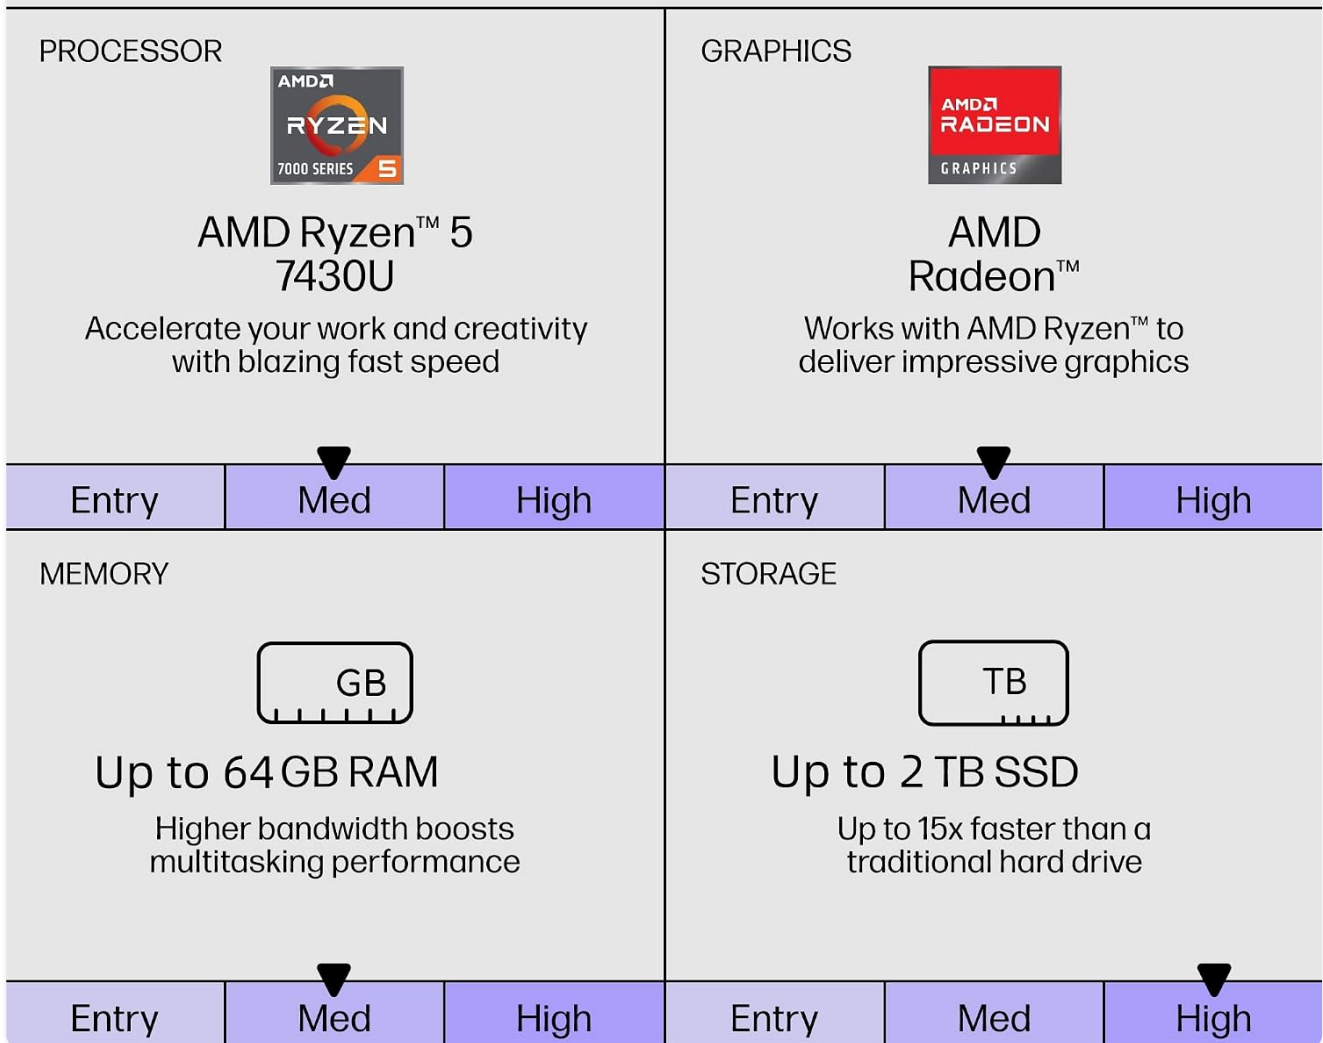 PROCESSOR
AMD
RYZEN
7000 SERIES 5
AMD Ryzen™ 5
7430U
Accelerate your work and creativity
with blazing fast speed
Entry Med High
GRAPHICS
AMD
RADEON
GRAPHICS
AMD
Radeon™
Works with AMD Ryzen™ to
deliver impressive graphics
Entry Med High
MEMORY
GB
Up to 64 GB RAM
Higher bandwidth boosts
multitasking performance
Entry Med High
STORAGE
TB
Up to 2 TB SSD
Up to 15x faster than a
traditional hard drive
Entry Med High